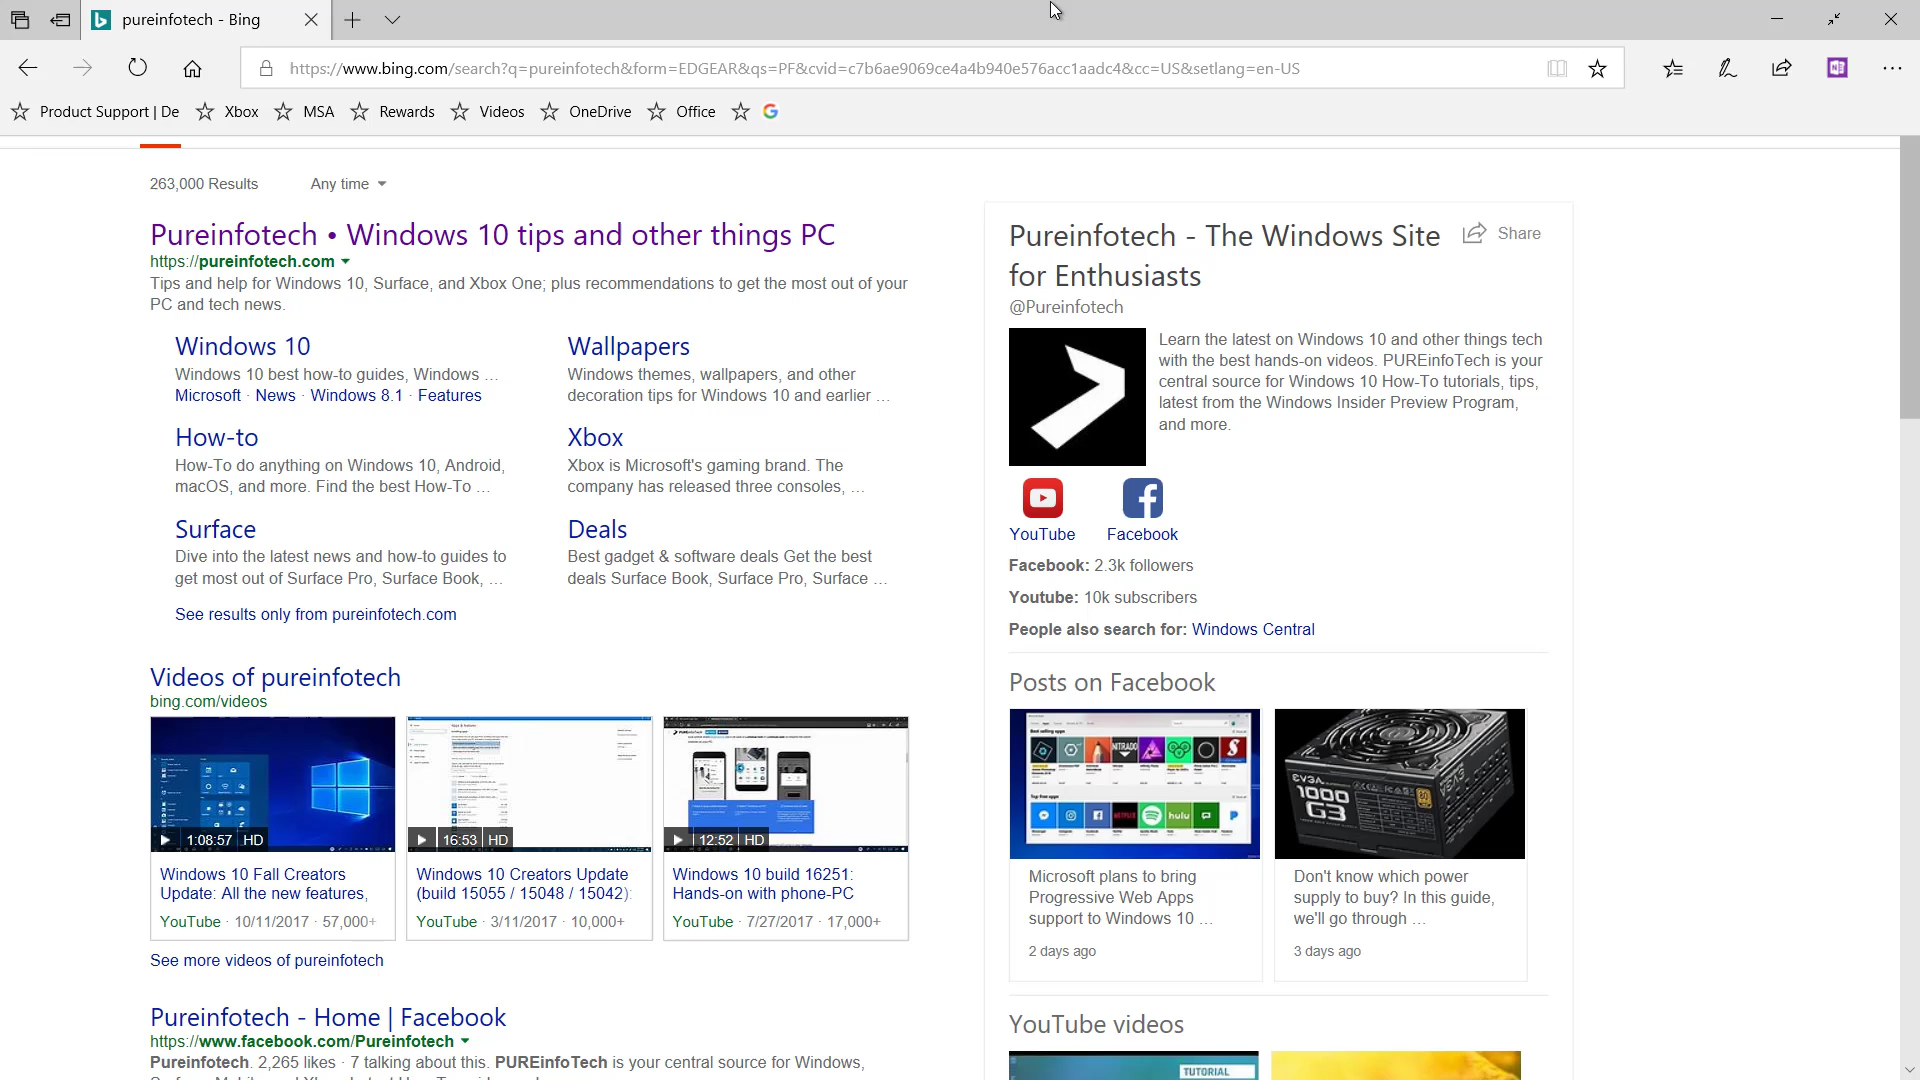 pureinfotech - Bing
https://www.bing.com/search?q=pureinfotech&form=EDGEAR&qs=PF&cvid=c7b6ae9069ce4a4b940e576acc1aadc4&cc=US&setlang=en-US
Product Support | De Xbox MSA Rewards Videos OneDrive Office
263,000 Results Any time
Pureinfotech • Windows 10 tips and other things PC
https://pureinfotech.com
Tips and help for Windows 10, Surface, and Xbox One; plus recommendations to get the most out of your
PC and tech news.
Windows 10
Windows 10 best how-to guides, Windows ...
Microsoft · News · Windows 8.1 · Features
Wallpapers
Windows themes, wallpapers, and other
decoration tips for Windows 10 and earlier ...
How-to
How-To do anything on Windows 10, Android,
macOS, and more. Find the best How-To ...
Xbox
Xbox is Microsoft's gaming brand. The
company has released three consoles, ...
Surface
Dive into the latest news and how-to guides to
get most out of Surface Pro, Surface Book, ...
Deals
Best gadget & software deals Get the best
deals Surface Book, Surface Pro, Surface ...
See results only from pureinfotech.com
Videos of pureinfotech
bing.com/videos
1:08:57 HD
Windows 10 Fall Creators
Update: All the new features,
YouTube · 10/11/2017 · 57,000+
16:53 HD
Windows 10 Creators Update
(build 15055 / 15048 / 15042):
YouTube · 3/11/2017 · 10,000+
12:52 HD
Windows 10 build 16251:
Hands-on with phone-PC
YouTube · 7/27/2017 · 17,000+
See more videos of pureinfotech
Pureinfotech - Home | Facebook
https://www.facebook.com/Pureinfotech
Pureinfotech. 2,265 likes · 7 talking about this. PUREinfoTech is your central source for Windows,
Pureinfotech - The Windows Site
for Enthusiasts
Share
@Pureinfotech
Learn the latest on Windows 10 and other things tech
with the best hands-on videos. PUREinfoTech is your
central source for Windows 10 How-To tutorials, tips,
latest from the Windows Insider Preview Program,
and more.
YouTube Facebook
Facebook: 2.3k followers
Youtube: 10k subscribers
People also search for: Windows Central
Posts on Facebook
NITRADO
hulu
Microsoft plans to bring
Progressive Web Apps
support to Windows 10 ...
2 days ago
EVGA
1000
G3
Don't know which power
supply to buy? In this guide,
we'll go through ...
3 days ago
YouTube videos
TUTORIAL